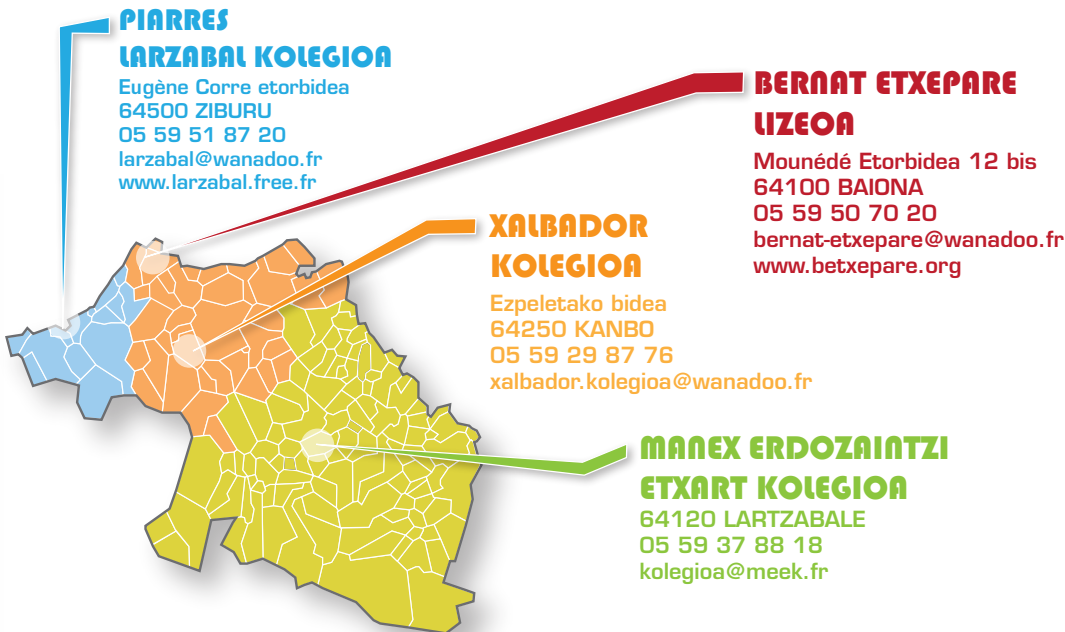 PIARRES
LARZABAL KOLEGIOA
Eugène Corre etorbidea
64500 ZIBURU
05 59 51 87 20
larzabal@wanadoo.fr
www.larzabal.free.fr
BERNAT ETXEPARE
LIZEOA
Mounédé Etorbidea 12 bis
64100 BAIONA
05 59 50 70 20
bernat-etxepare@wanadoo.fr
www.betxepare.org
XALBADOR
KOLEGIOA
Ezpeletako bidea
64250 KANBO
05 59 29 87 76
xalbador.kolegioa@wanadoo.fr
MANEX ERDOZAINTZI
ETXART KOLEGIOA
64120 LARTZABALE
05 59 37 88 18
kolegioa@meek.fr